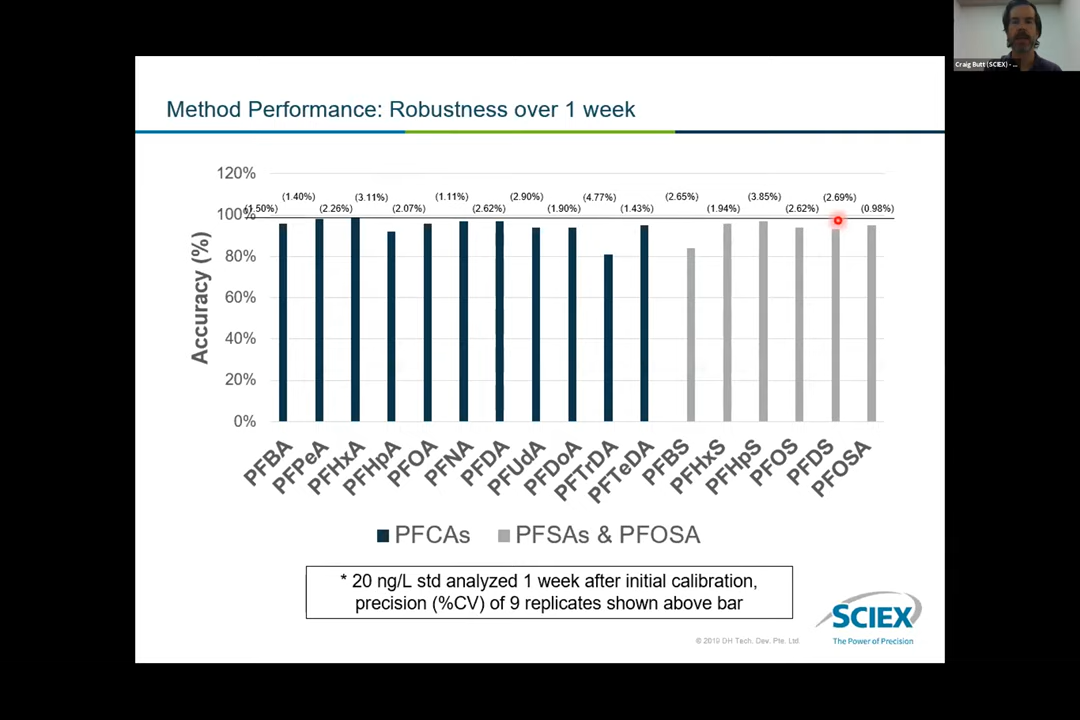 Craig Butt (SCIEX) - ...
Method Performance: Robustness over 1 week
120%
(1.40%) (3.11%) (1.11%) (2.90%) (4.77%) (2.65%) (3.85%) (2.69%)
(1.50%) (2.26%) (2.07%) (2.62%) (1.90%) (1.43%) (1.94%) (2.62%) (0.98%)
100%
80%
60%
40%
20%
0%
Accuracy (%)
PFBA PFPeA PFHxA PFHpA PFOA PFNA PFDA PFUdA PFDoA PFTrDA PFTeDA PFBS PFHxS PFHpS PFOS PFDS PFOSA
PFCAs PFSAs & PFOSA
* 20 ng/L std analyzed 1 week after initial calibration,
precision (%CV) of 9 replicates shown above bar
SCIEX
The Power of Precision
© 2019 DH Tech. Dev. Pte. Ltd.